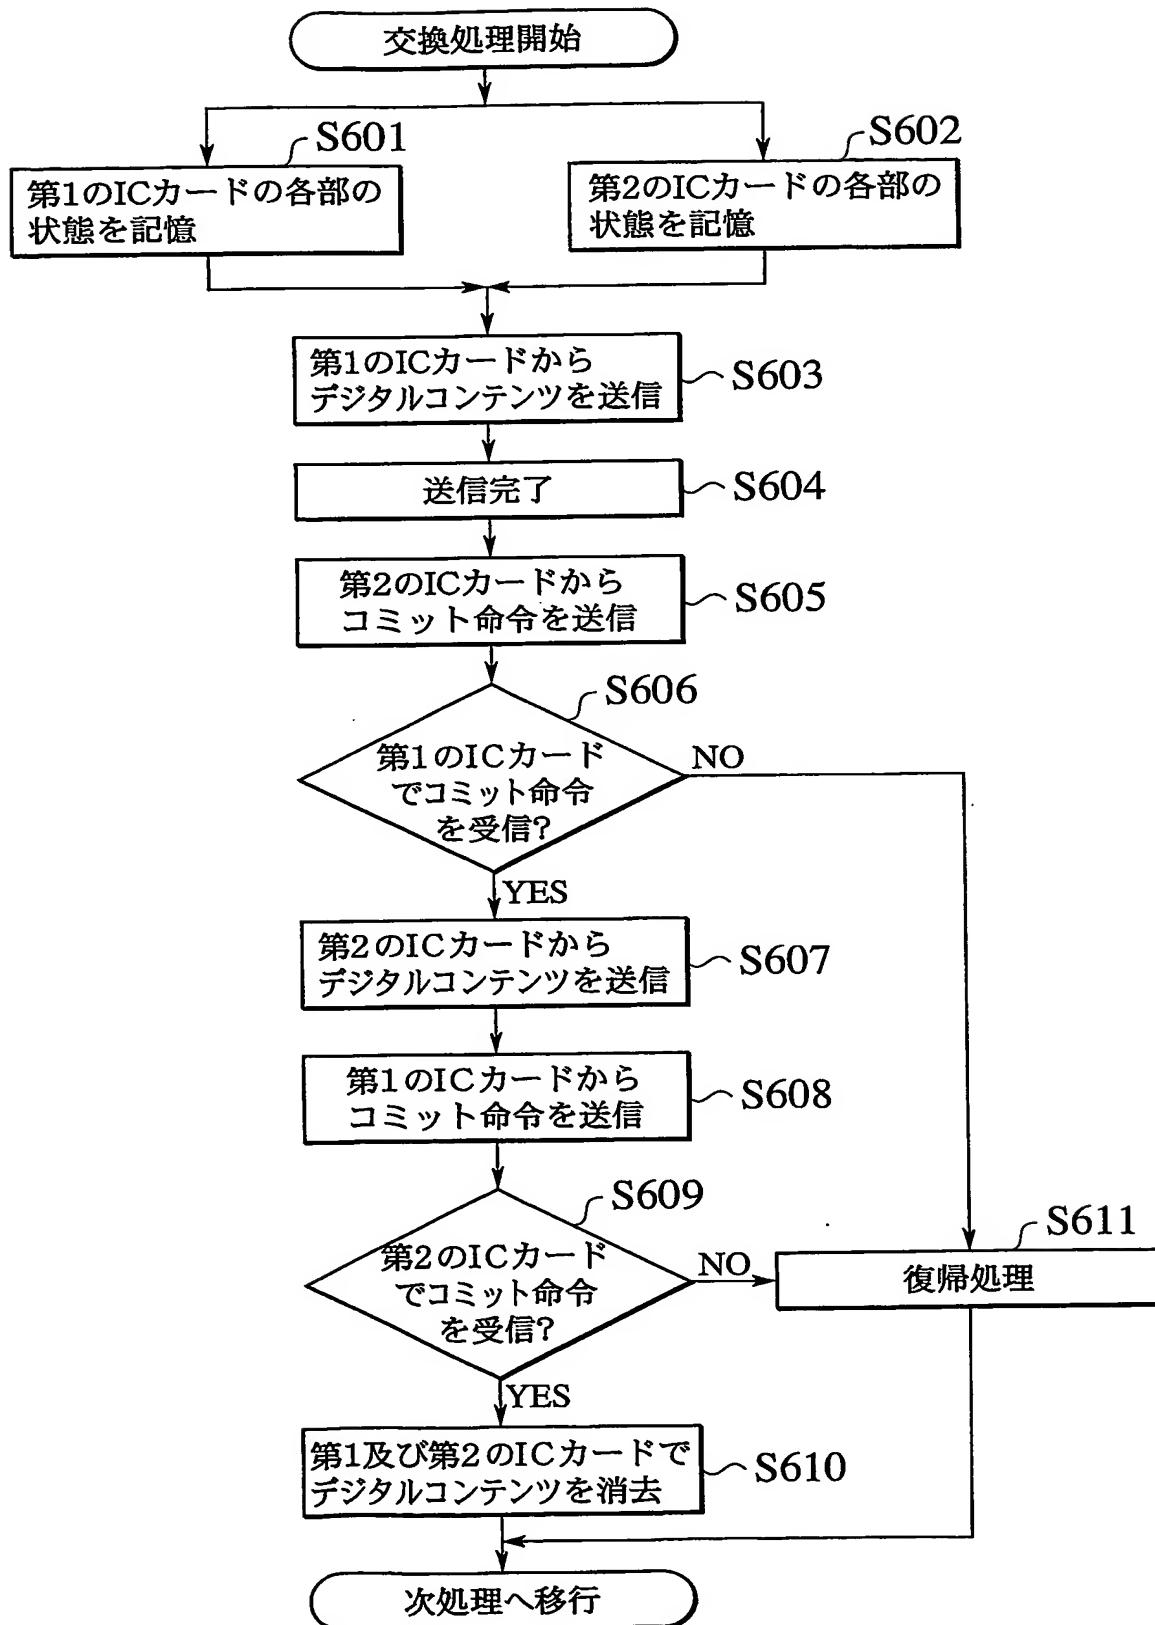 交換処理開始
S601
S602
第1のICカードの各部の
状態を記憶
第2のICカードの各部の
状態を記憶
第1のICカードから
デジタルコンテンツを送信
S603
送信完了
S604
第2のICカードから
コミット命令を送信
S605
S606
第1のICカード
でコミット命令
を受信?
NO
YES
第2のICカードから
デジタルコンテンツを送信
S607
第1のICカードから
コミット命令を送信
S608
S609
第2のICカード
でコミット命令
を受信?
NO
S611
復帰処理
YES
第1及び第2のICカードで
デジタルコンテンツを消去
S610
次処理へ移行